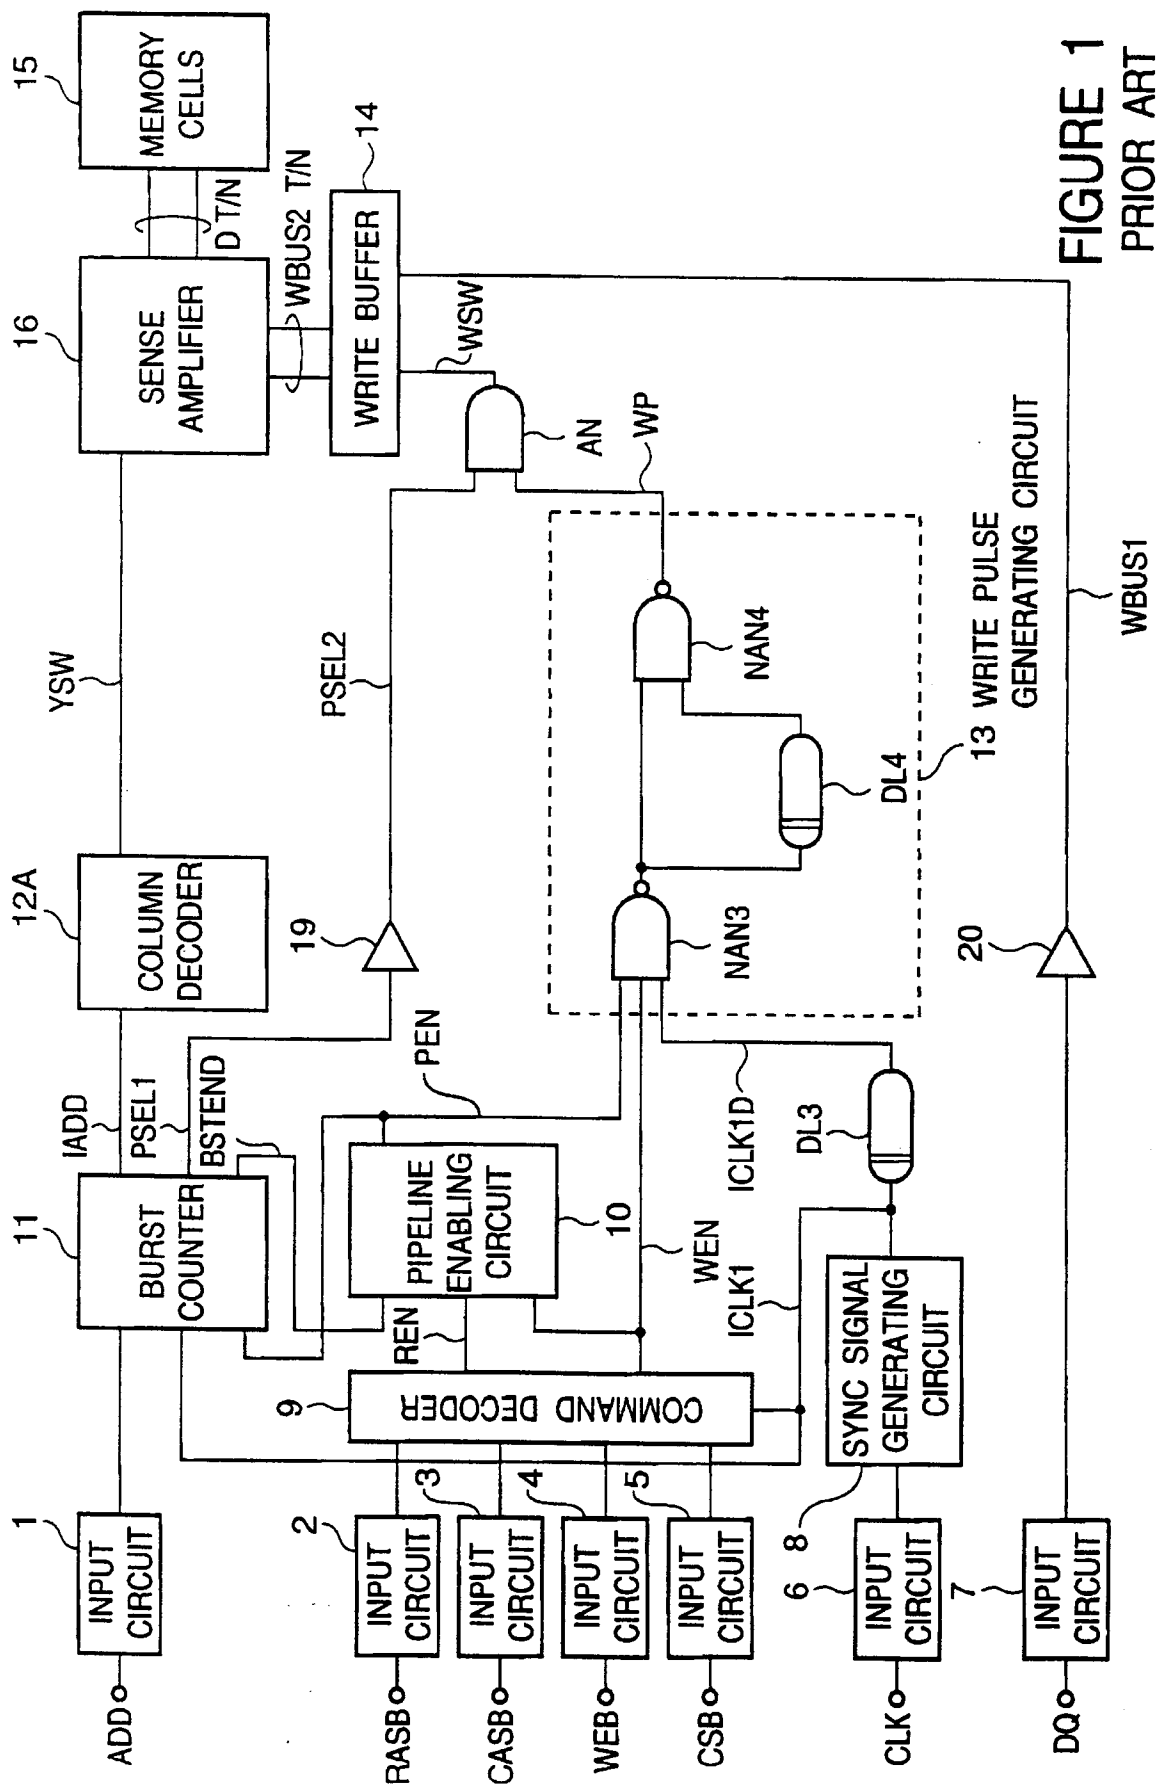 ADD
1
INPUT
CIRCUIT
11
BURST
COUNTER
IADD
PSEL1
BSTEND
12A
COLUMN
DECODER
YSW
16
SENSE
AMPLIFIER
D T/N
15
MEMORY
CELLS
WBUS2 T/N
WRITE BUFFER
14
WSW
RASB
2
INPUT
CIRCUIT
CASB
3
INPUT
CIRCUIT
WEB
4
INPUT
CIRCUIT
CSB
5
INPUT
CIRCUIT
9
COMMAND DECODER
REN
PIPELINE
ENABLING
CIRCUIT
10
PEN
19
PSEL2
AN
WP
WEN
ICLK1
ICLK1D
NAN3
NAN4
DL4
13 WRITE PULSE
GENERATING CIRCUIT
CLK
6
INPUT
CIRCUIT
8
SYNC SIGNAL
GENERATING
CIRCUIT
DL3
DQ
7
INPUT
CIRCUIT
20
WBUS1
FIGURE 1
PRIOR ART